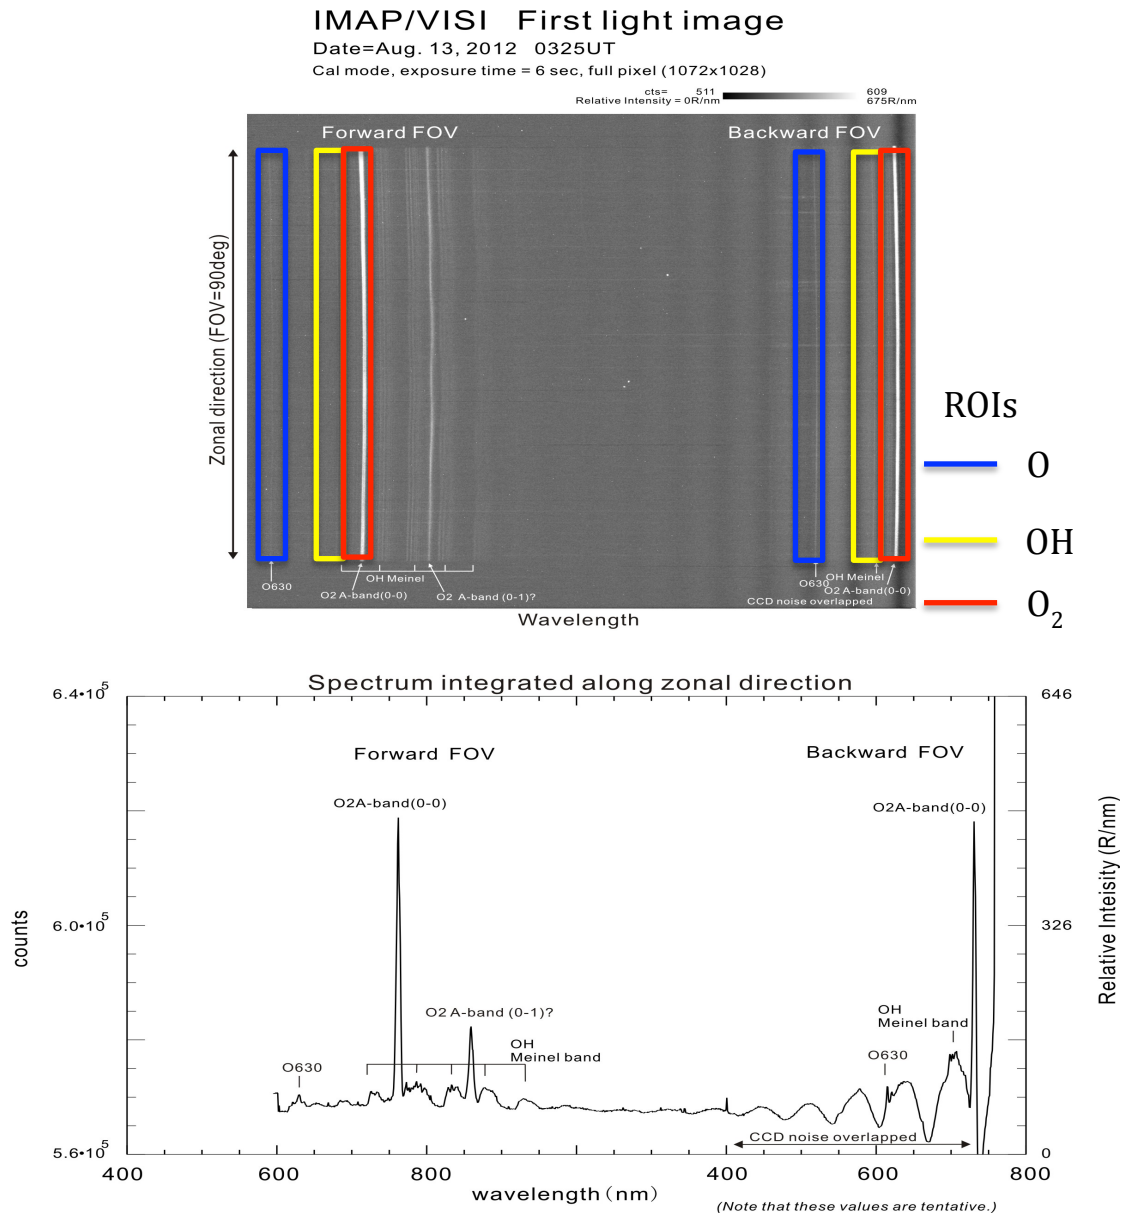 IMAP/VISI First light image
Date=Aug. 13, 2012 0325UT
Cal mode, exposure time = 6 sec, full pixel (1072x1028)
cts= 511 609
Relative Intensity = 0R/nm 675R/nm
Forward FOV Backward FOV
Zonal direction (FOV=90deg)
ROIs
O
OH
O2
O630 OH Meinel O630 OH Meinel
O2 A-band(0-0) O2 A-band (0-1)? O2 A-band(0-0)
CCD noise overlapped
Wavelength
Spectrum integrated along zonal direction
6.4•10^5 646
Forward FOV Backward FOV
O2A-band(0-0) O2A-band(0-0)
counts
6.0•10^5 326
Relative Inteisity (R/nm)
O2 A-band (0-1)? OH
Meinel band
OH
Meinel band
O630 O630
CCD noise overlapped
5.6•10^5 0
400 600 800 400 600 800
wavelength(nm)
(Note that these values are tentative.)